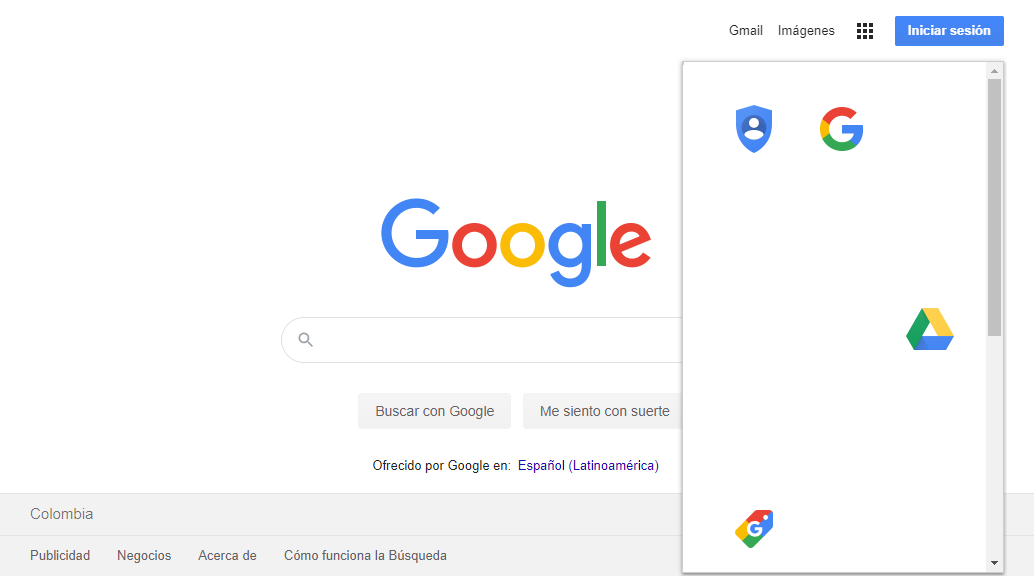 Gmail Imágenes Iniciar sesión
Google
Buscar con Google Me siento con suerte
Ofrecido por Google en: Español (Latinoamérica)
Colombia
Publicidad Negocios Acerca de Cómo funciona la Búsqueda